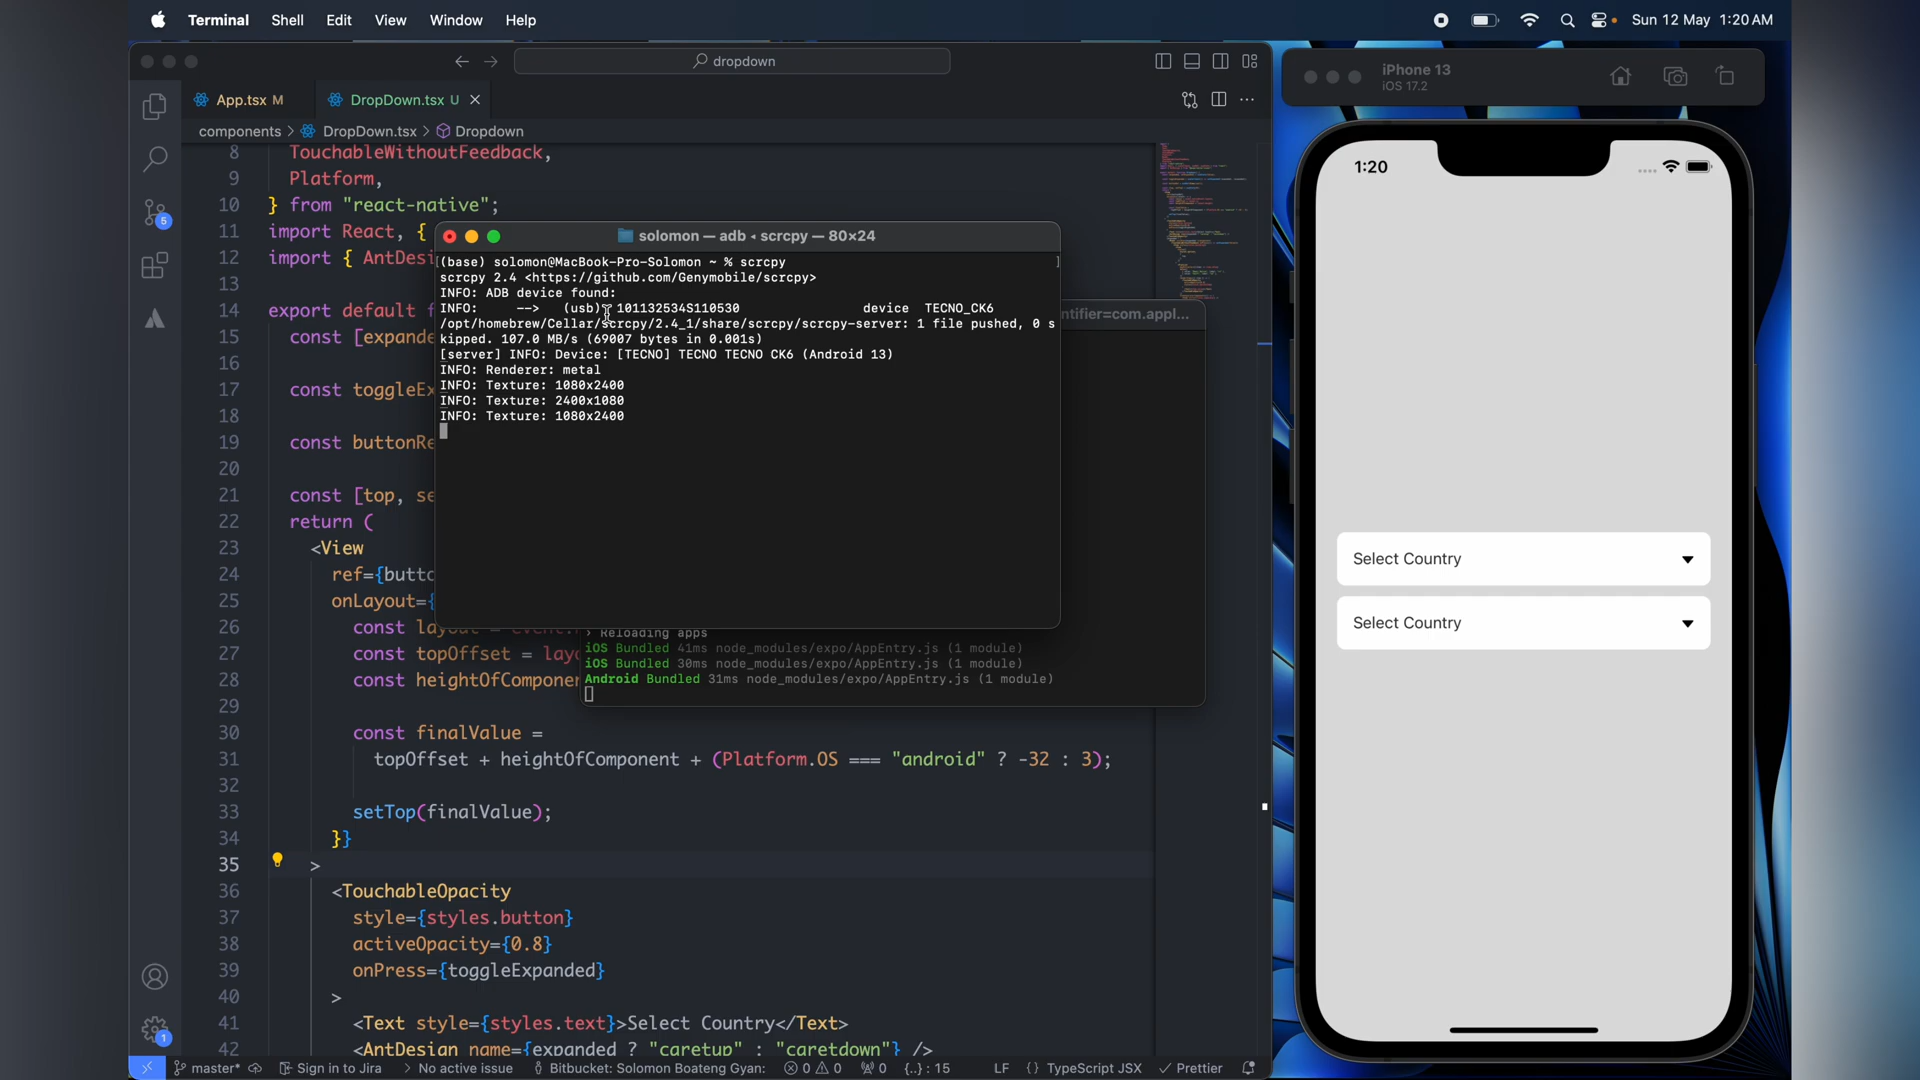 Terminal Shell Edit View Window Help
Sun 12 May 1:20 AM
dropdown
App.tsx M
DropDown.tsx U
components > DropDown.tsx > Dropdown
8 TouchableWithoutFeedback,
9 Platform,
10 } from "react-native";
11 import React, {
12 import { AntDesi
13
14 export default f
15 const [expande
16
17 const toggleEx
18
19 const buttonRe
20
21 const [top, se
22 return (
23 <View
24 ref={butto
25 onLayout={
26 const layout = event.
27 const topOffset = layo
28 const heightOfComponen
29
30 const finalValue =
31 topOffset + heightOfComponent + (Platform.OS === "android" ? -32 : 3);
32
33 setTop(finalValue);
34 }}
35 >
36 <TouchableOpacity
37 style={styles.button}
38 activeOpacity={0.8}
39 onPress={toggleExpanded}
40 >
41 <Text style={styles.text}>Select Country</Text>
42 <AntDesign name={expanded ? "caretup" : "caretdown"} />
5
1
solomon — adb ◂ scrcpy — 80×24
[(base) solomon@MacBook-Pro-Solomon ~ % scrcpy ]
scrcpy 2.4 <https://github.com/Genymobile/scrcpy>
INFO: ADB device found:
INFO: --> (usb) 101132534S110530 device TECNO_CK6
/opt/homebrew/Cellar/scrcpy/2.4_1/share/scrcpy/scrcpy-server: 1 file pushed, 0 s
kipped. 107.0 MB/s (69007 bytes in 0.001s)
[server] INFO: Device: [TECNO] TECNO TECNO CK6 (Android 13)
INFO: Renderer: metal
INFO: Texture: 1080x2400
INFO: Texture: 2400x1080
INFO: Texture: 1080x2400
ntifier=com.appl...
› Reloading apps
iOS Bundled 41ms node_modules/expo/AppEntry.js (1 module)
iOS Bundled 30ms node_modules/expo/AppEntry.js (1 module)
Android Bundled 31ms node_modules/expo/AppEntry.js (1 module)
master* Sign in to Jira > No active issue Bitbucket: Solomon Boateng Gyan: 0 0 0 {..} : 15 LF {} TypeScript JSX ✓ Prettier
iPhone 13
iOS 17.2
1:20
Select Country
Select Country